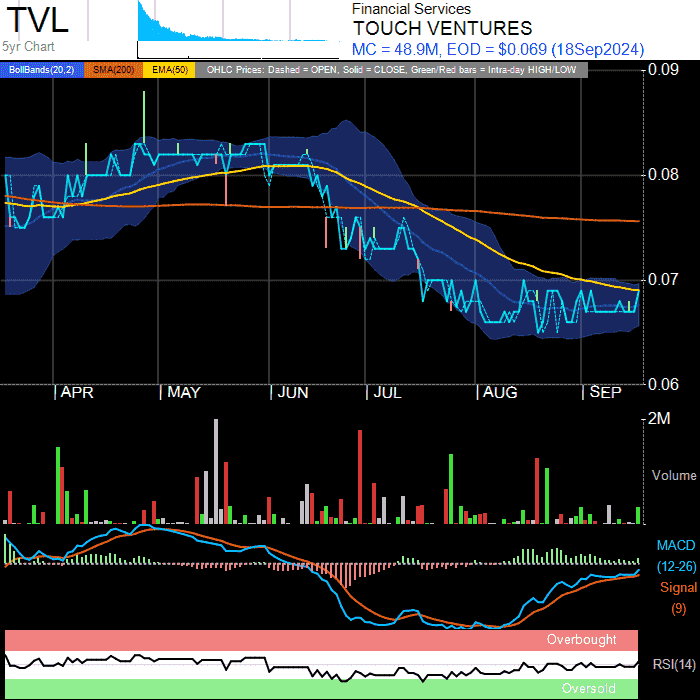 TVL
5yr Chart
Financial Services
TOUCH VENTURES
MC = 48.9M, EOD = $0.069 (18Sep2024)
BollBands(20,2) SMA(200) EMA(50) OHLC Prices: Dashed = OPEN, Solid = CLOSE, Green/Red bars = Intra-day HIGH/LOW
0.09
0.08
0.07
0.06
APR MAY JUN JUL AUG SEP
2M
Volume
MACD
(12-26)
Signal
(9)
Overbought
RSI(14)
Oversold